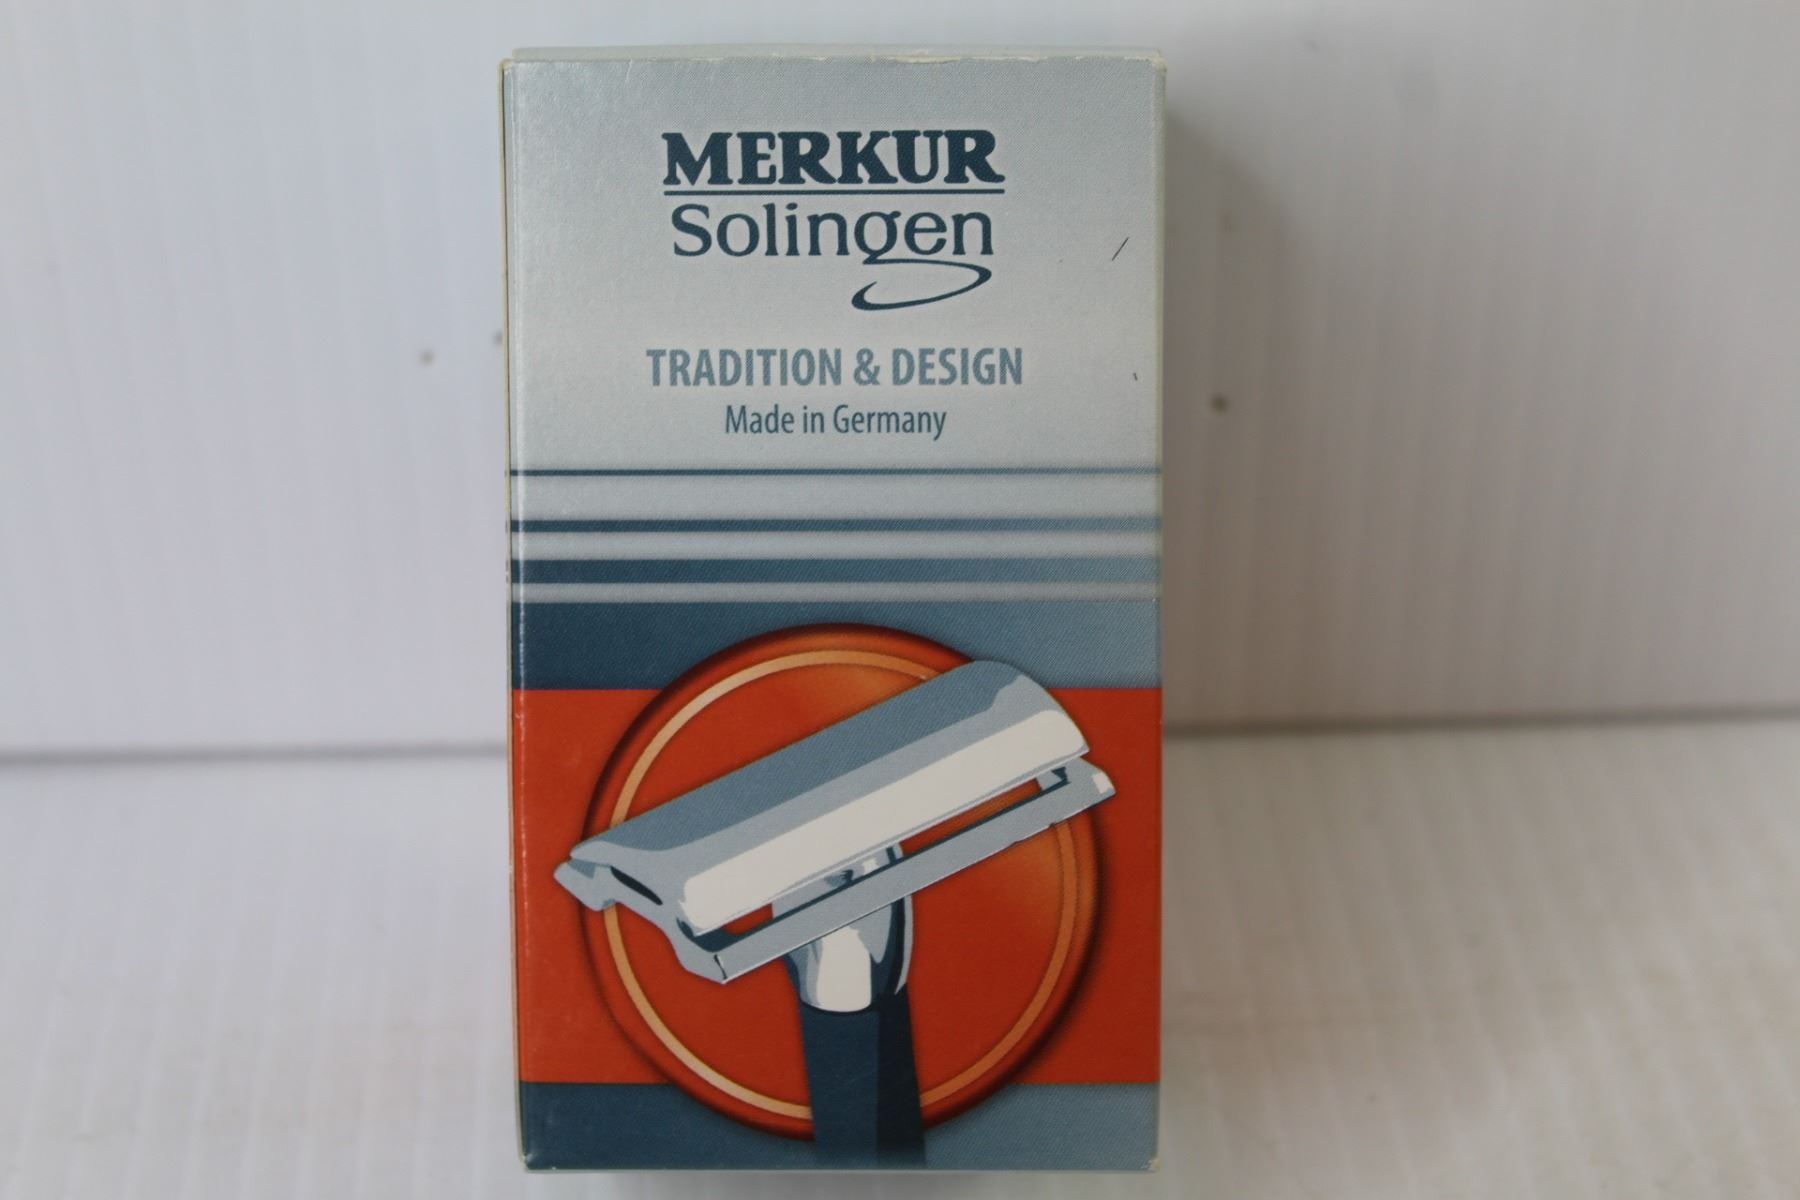 MERKUR
Solingen
TRADITION & DESIGN
Made in Germany